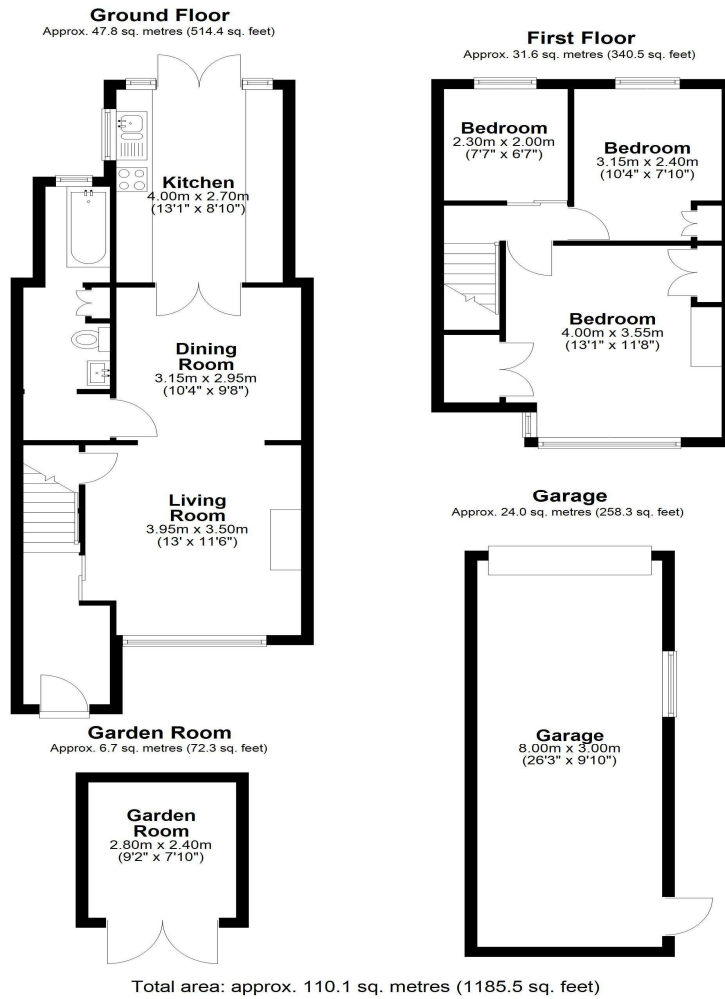 Ground Floor
Approx. 47.8 sq. metres (514.4 sq. feet)
Kitchen
4.00m x 2.70m
(13'1" x 8'10")
Dining
Room
3.15m x 2.95m
(10'4" x 9'8")
Living
Room
3.95m x 3.50m
(13' x 11'6")
First Floor
Approx. 31.6 sq. metres (340.5 sq. feet)
Bedroom
2.30m x 2.00m
(7'7" x 6'7")
Bedroom
3.15m x 2.40m
(10'4" x 7'10")
Bedroom
4.00m x 3.55m
(13'1" x 11'8")
Garden Room
Approx. 6.7 sq. metres (72.3 sq. feet)
Garden
Room
2.80m x 2.40m
(9'2" x 7'10")
Garage
Approx. 24.0 sq. metres (258.3 sq. feet)
Garage
8.00m x 3.00m
(26'3" x 9'10")
Total area: approx. 110.1 sq. metres (1185.5 sq. feet)